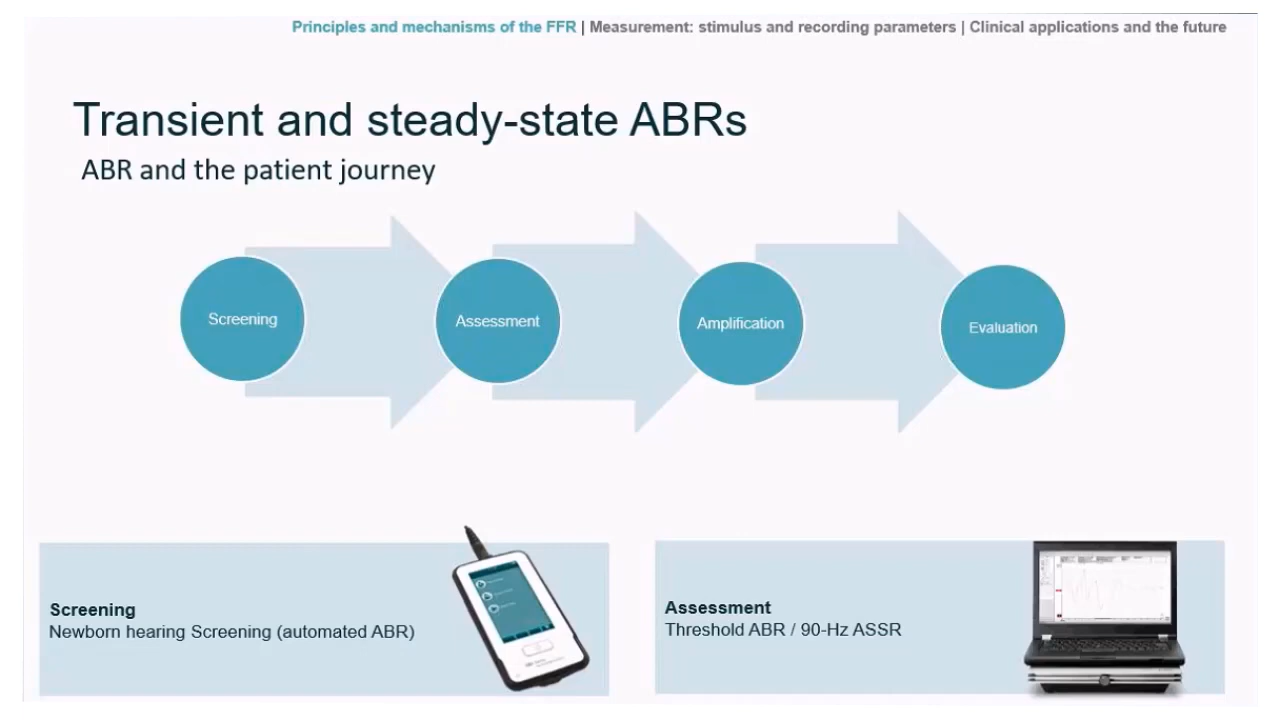 Principles and mechanisms of the FFR | Measurement: stimulus and recording parameters | Clinical applications and the future
Transient and steady-state ABRs
ABR and the patient journey
Screening
Assessment
Amplification
Evaluation
Screening
Newborn hearing Screening (automated ABR)
Assessment
Threshold ABR / 90-Hz ASSR